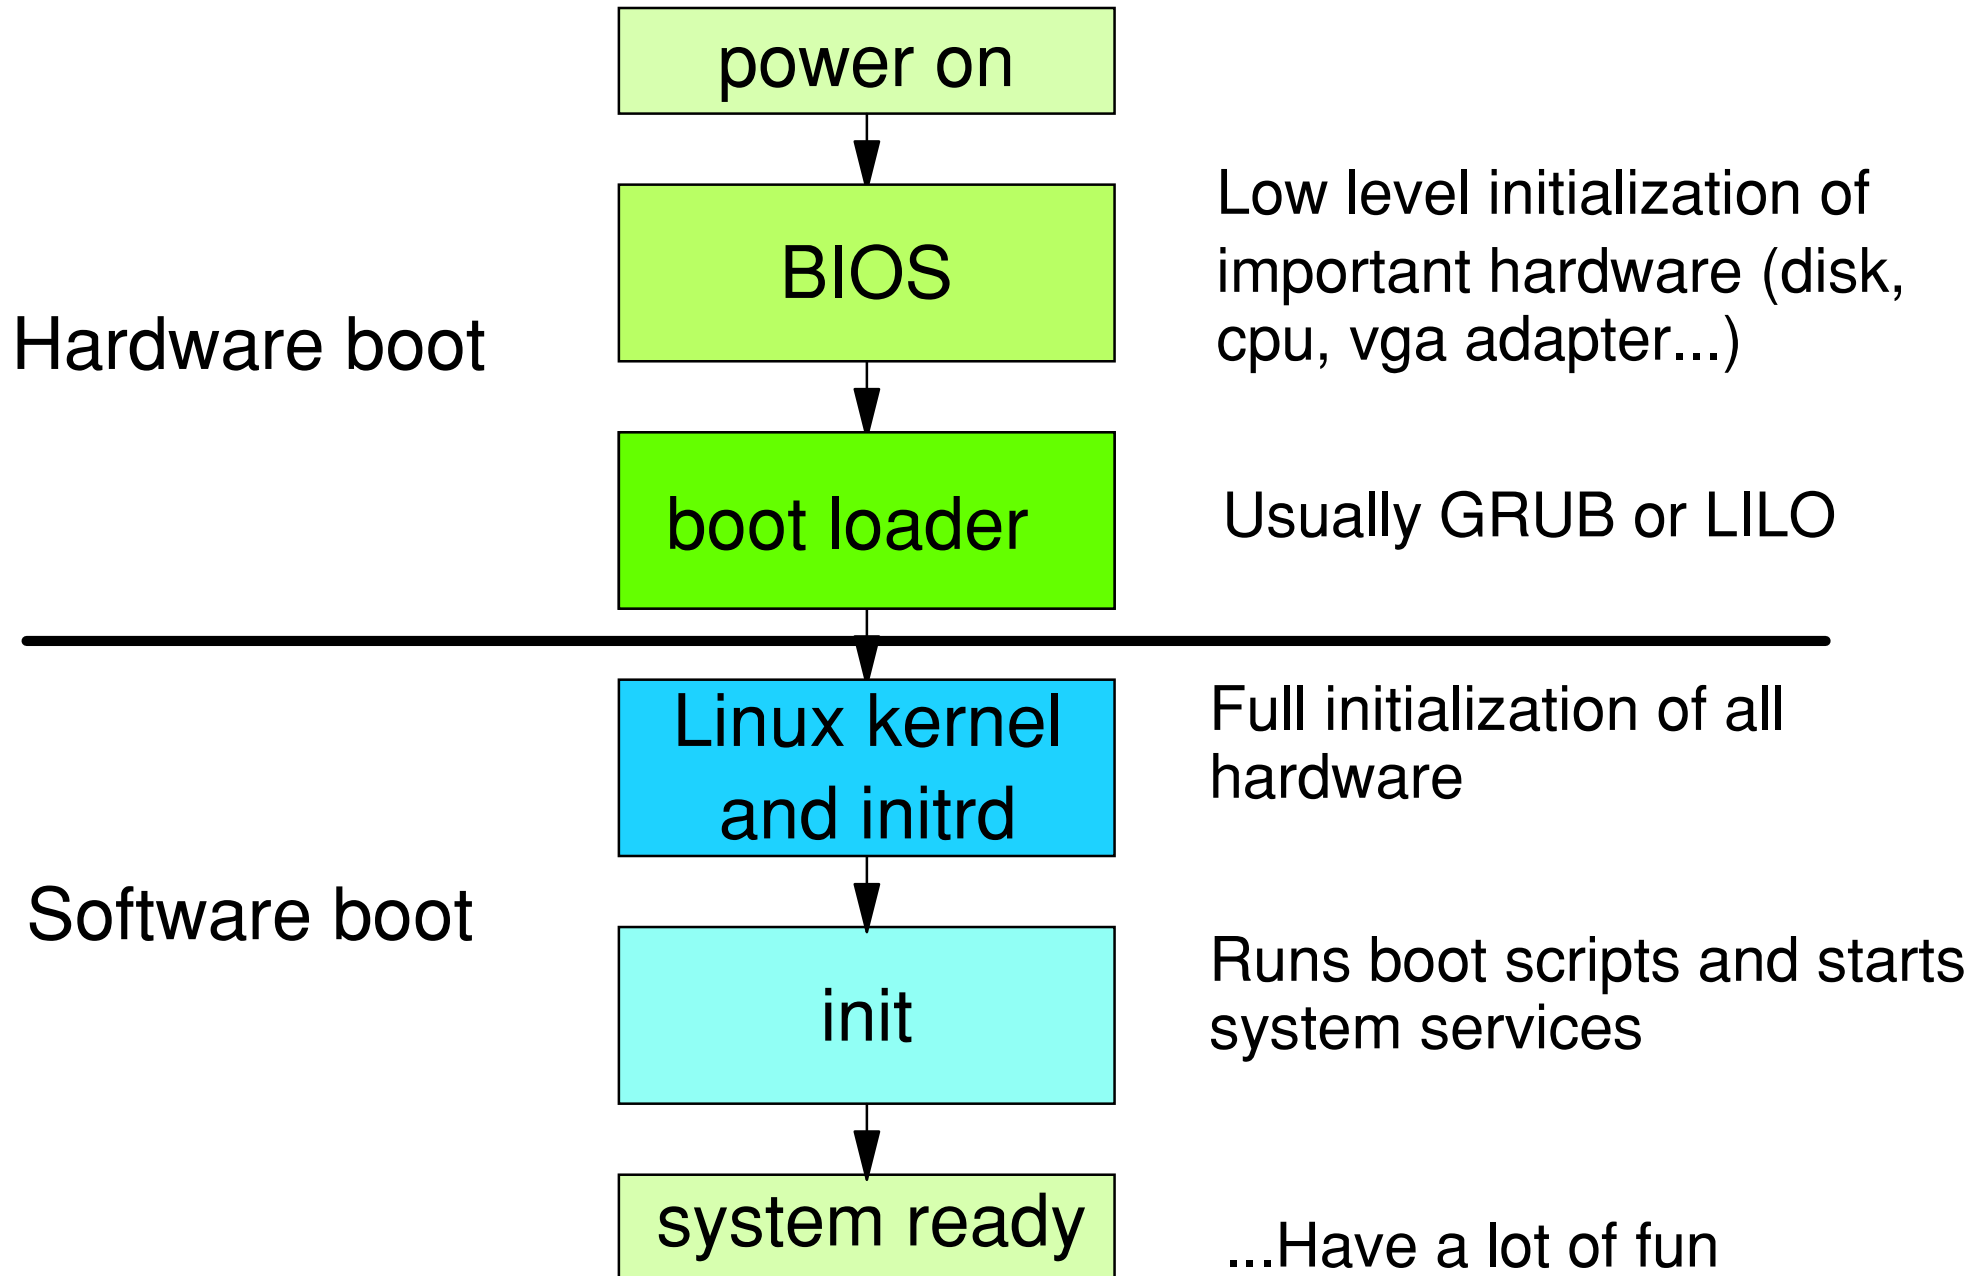 power on
Low level initialization of
important hardware (disk,
cpu, vga adapter...)
BIOS
Hardware boot
boot loader
Usually GRUB or LILO
Linux kernel
and initrd
Full initialization of all
hardware
Software boot
init
Runs boot scripts and starts
system services
system ready
...Have a lot of fun